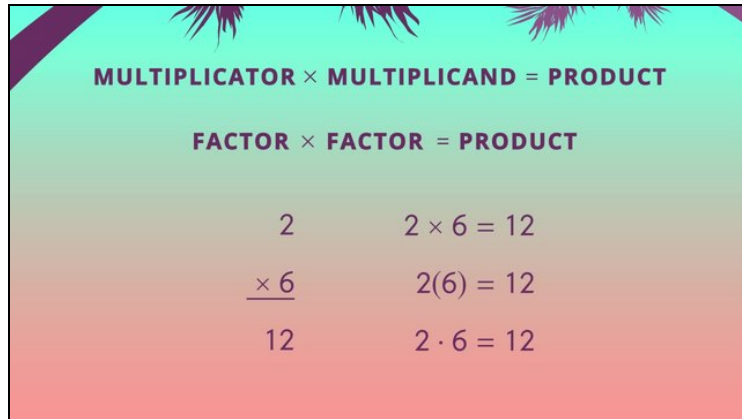 MULTIPLICATOR × MULTIPLICAND = PRODUCT
FACTOR × FACTOR = PRODUCT
2
× 6
12
2 × 6 = 12
2(6) = 12
2 · 6 = 12